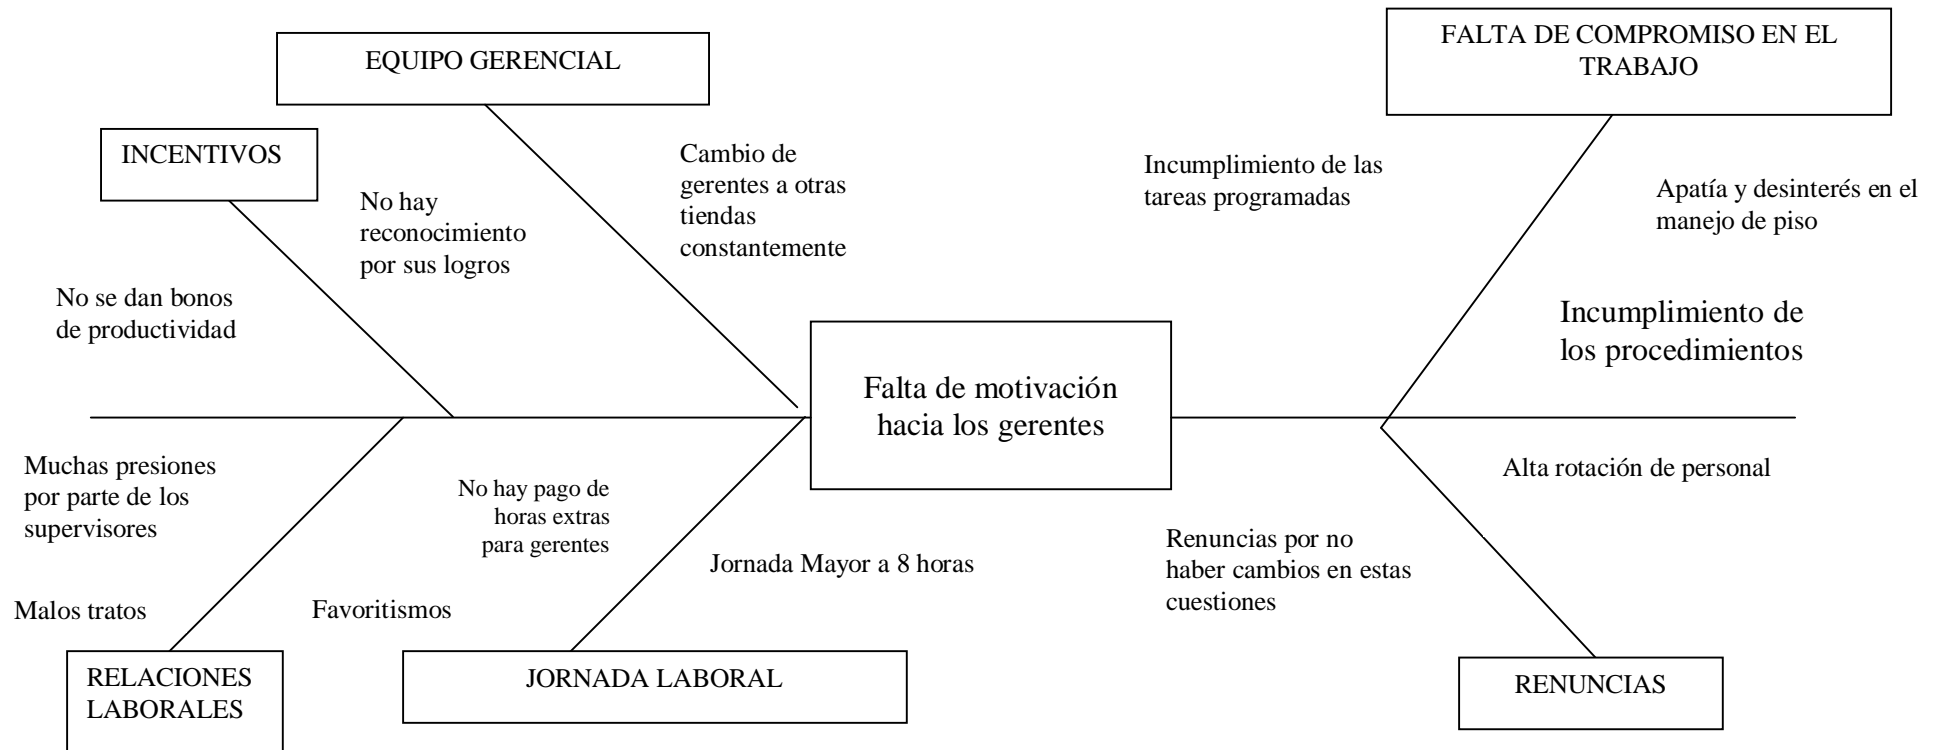 EQUIPO GERENCIAL
FALTA DE COMPROMISO EN EL
TRABAJO
INCENTIVOS
No hay
reconocimiento
por sus logros
Cambio de
gerentes a otras
tiendas
constantemente
Incumplimiento de las
tareas programadas
Apatía y desinterés en el
manejo de piso
No se dan bonos
de productividad
Incumplimiento de
los procedimientos
Falta de motivación
hacia los gerentes
Muchas presiones
por parte de los
supervisores
No hay pago de
horas extras
para gerentes
Jornada Mayor a 8 horas
Alta rotación de personal
Renuncias por no
haber cambios en estas
cuestiones
Malos tratos
Favoritismos
RELACIONES
LABORALES
JORNADA LABORAL
RENUNCIAS